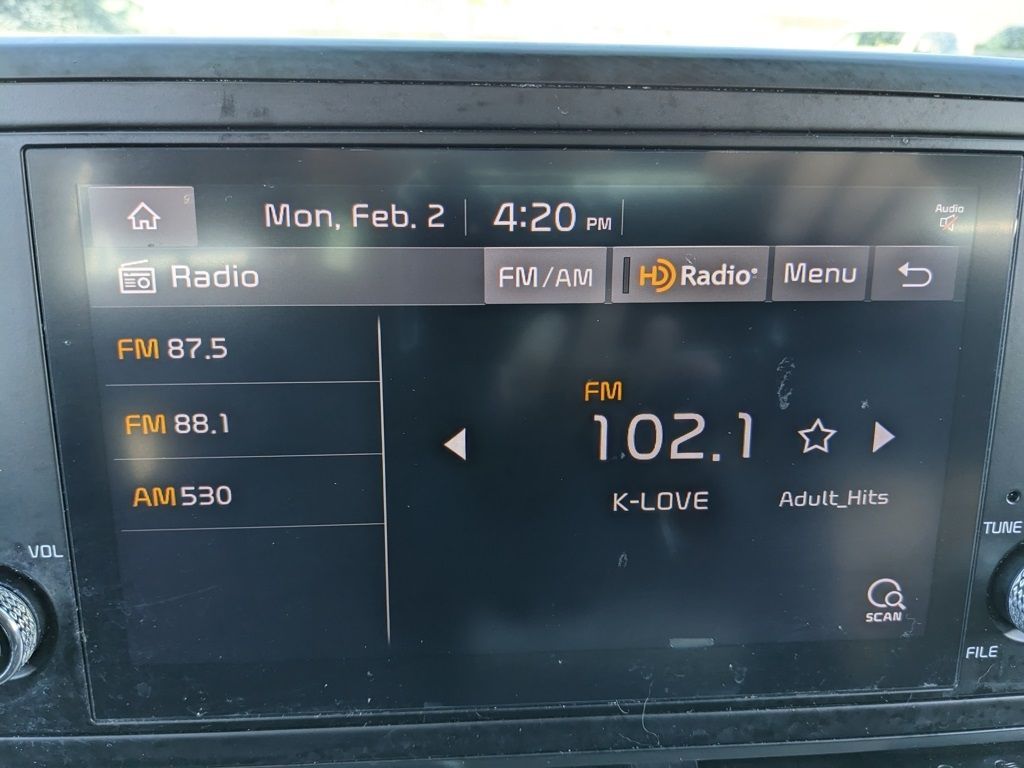 Mon, Feb. 2 4:20 PM
Audio
Radio FM/AM HD Radio® Menu
FM 87.5
FM 88.1
AM 530
FM
102.1
K-LOVE Adult_Hits
SCAN
VOL
TUNE
FILE